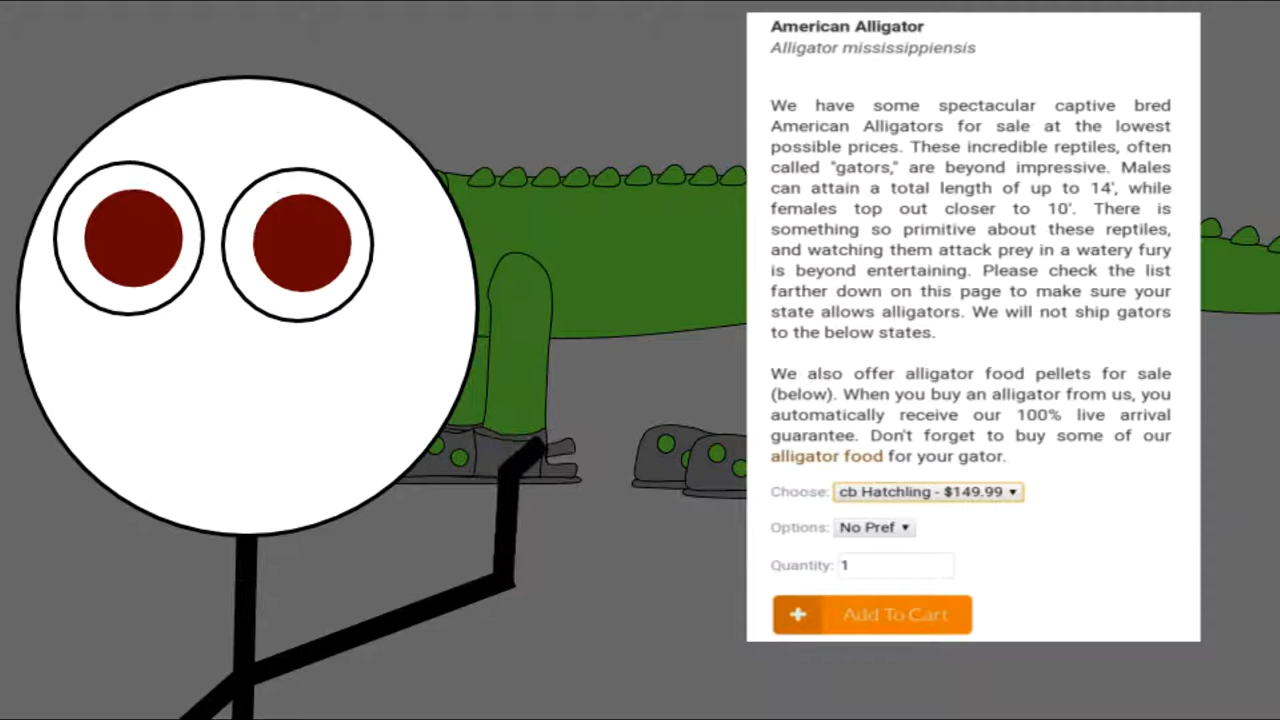 American Alligator
Alligator mississippiensis
We have some spectacular captive bred
American Alligators for sale at the lowest
possible prices. These incredible reptiles, often
called "gators," are beyond impressive. Males
can attain a total length of up to 14', while
females top out closer to 10'. There is
something so primitive about these reptiles,
and watching them attack prey in a watery fury
is beyond entertaining. Please check the list
farther down on this page to make sure your
state allows alligators. We will not ship gators
to the below states.
We also offer alligator food pellets for sale
(below). When you buy an alligator from us, you
automatically receive our 100% live arrival
guarantee. Don't forget to buy some of our
alligator food for your gator.
Choose: cb Hatchling - $149.99
Options: No Pref
Quantity: 1
+ Add To Cart